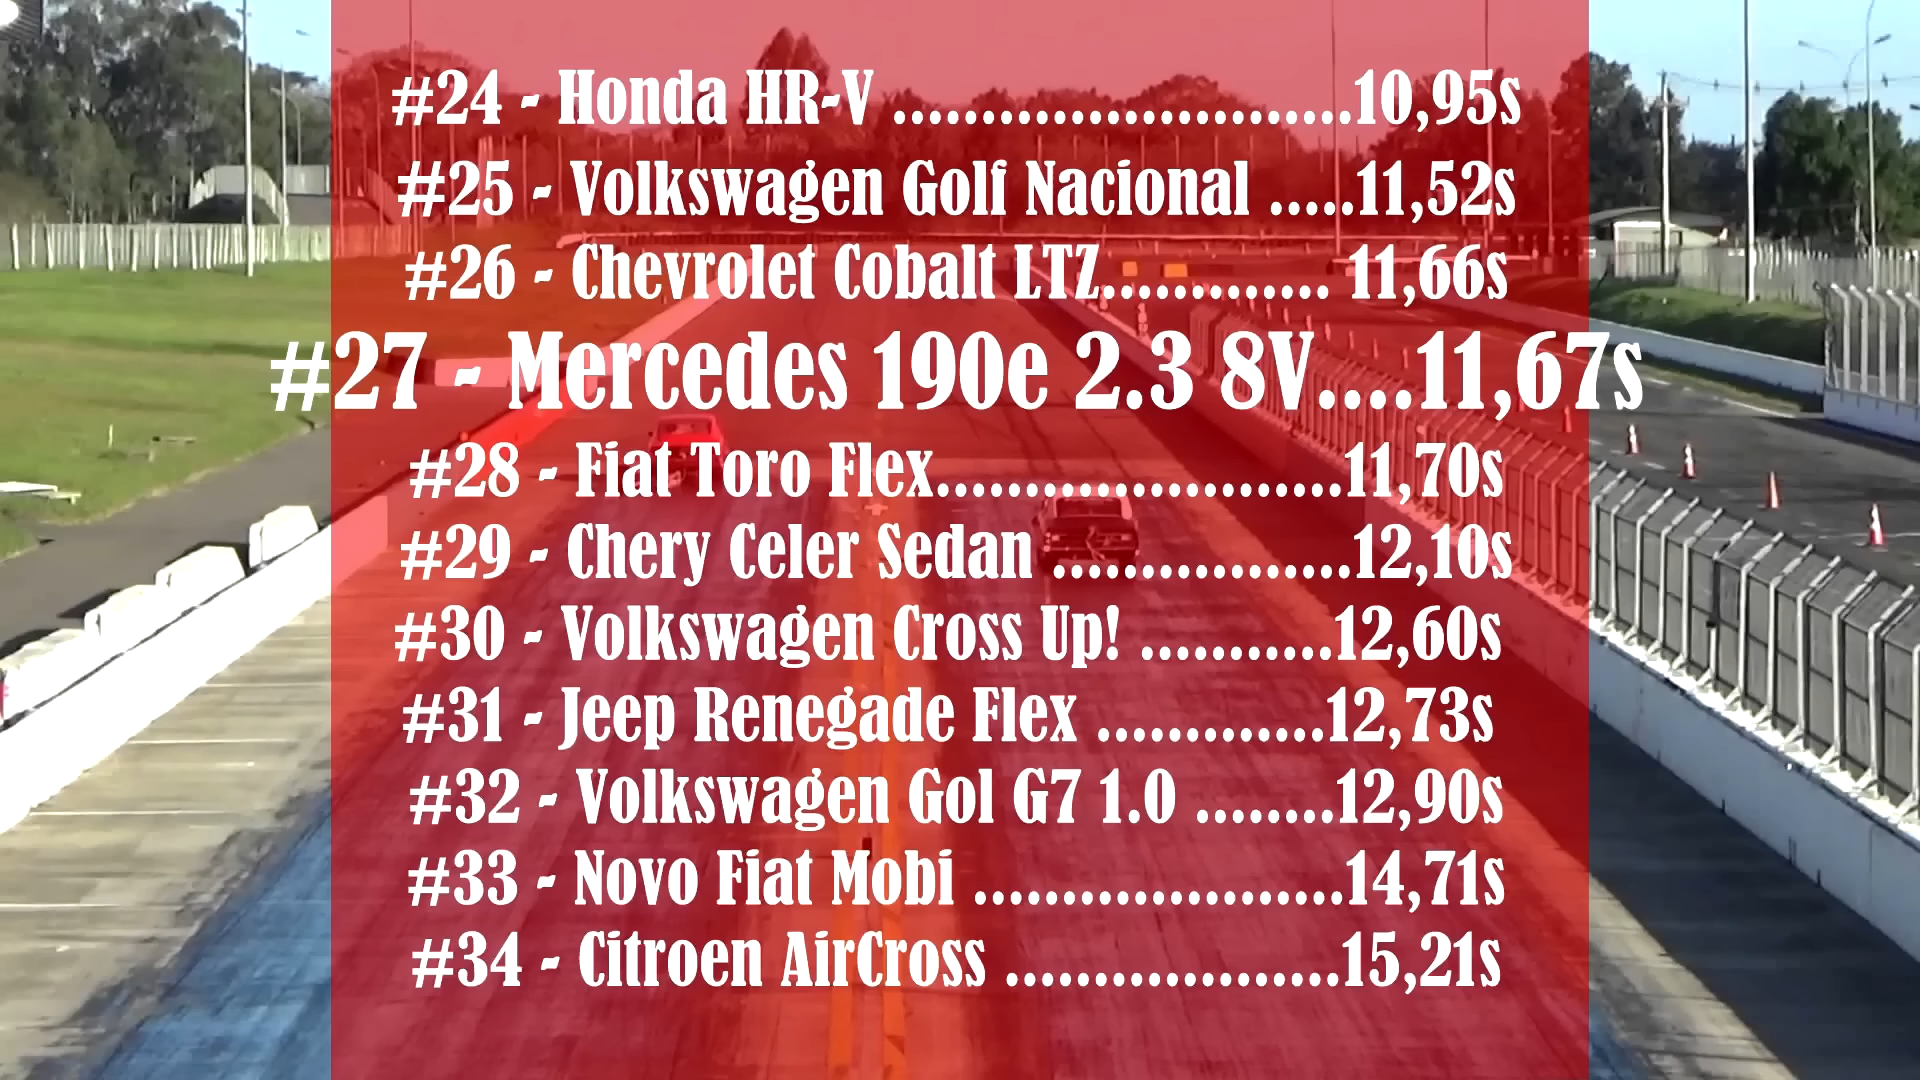 #24 - Honda HR-V ..........................10,95s
#25 - Volkswagen Golf Nacional .....11,52s
#26 - Chevrolet Cobalt LTZ............. 11,66s
#27 - Mercedes 190e 2.3 8V....11,67s
#28 - Fiat Toro Flex.......................11,70s
#29 - Chery Celer Sedan .................12,10s
#30 - Volkswagen Cross Up! ...........12,60s
#31 - Jeep Renegade Flex .............12,73s
#32 - Volkswagen Gol G7 1.0 ........12,90s
#33 - Novo Fiat Mobi .....................14,71s
#34 - Citroen AirCross ...................15,21s